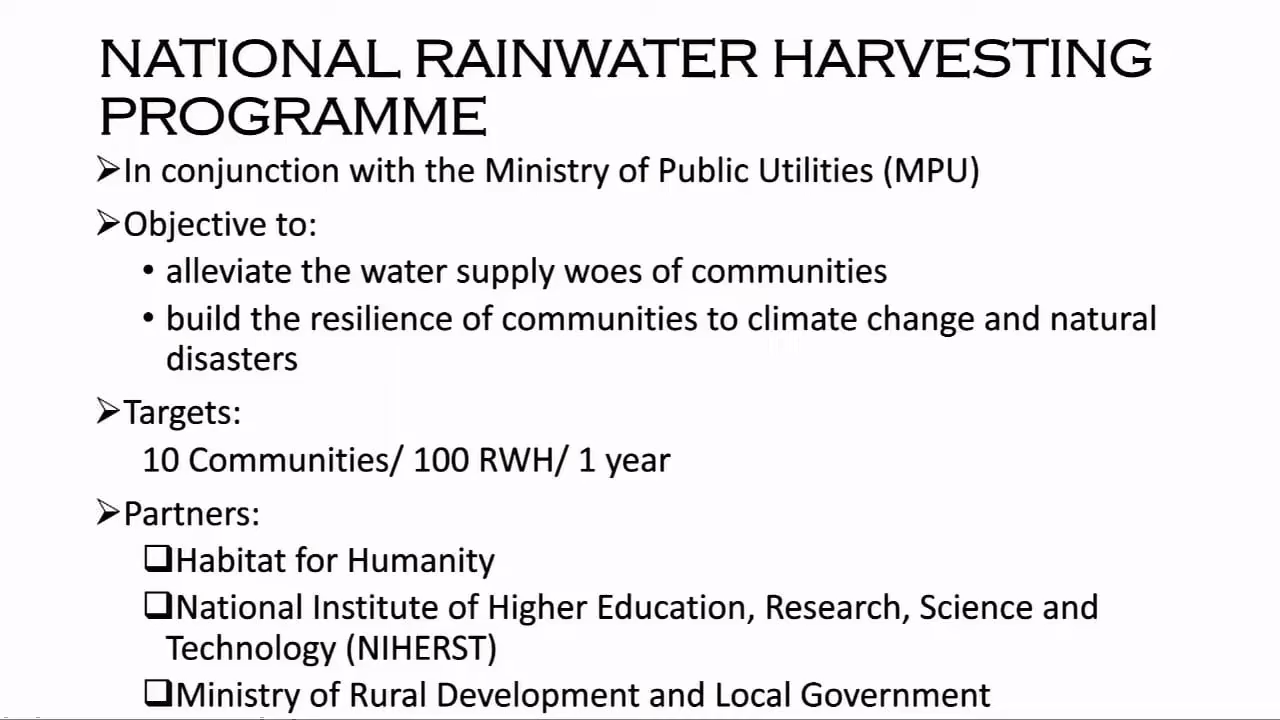 NATIONAL RAINWATER HARVESTING
PROGRAMME
➢In conjunction with the Ministry of Public Utilities (MPU)
➢Objective to:
• alleviate the water supply woes of communities
• build the resilience of communities to climate change and natural
disasters
➢Targets:
10 Communities/ 100 RWH/ 1 year
➢Partners:
❑Habitat for Humanity
❑National Institute of Higher Education, Research, Science and
Technology (NIHERST)
❑Ministry of Rural Development and Local Government